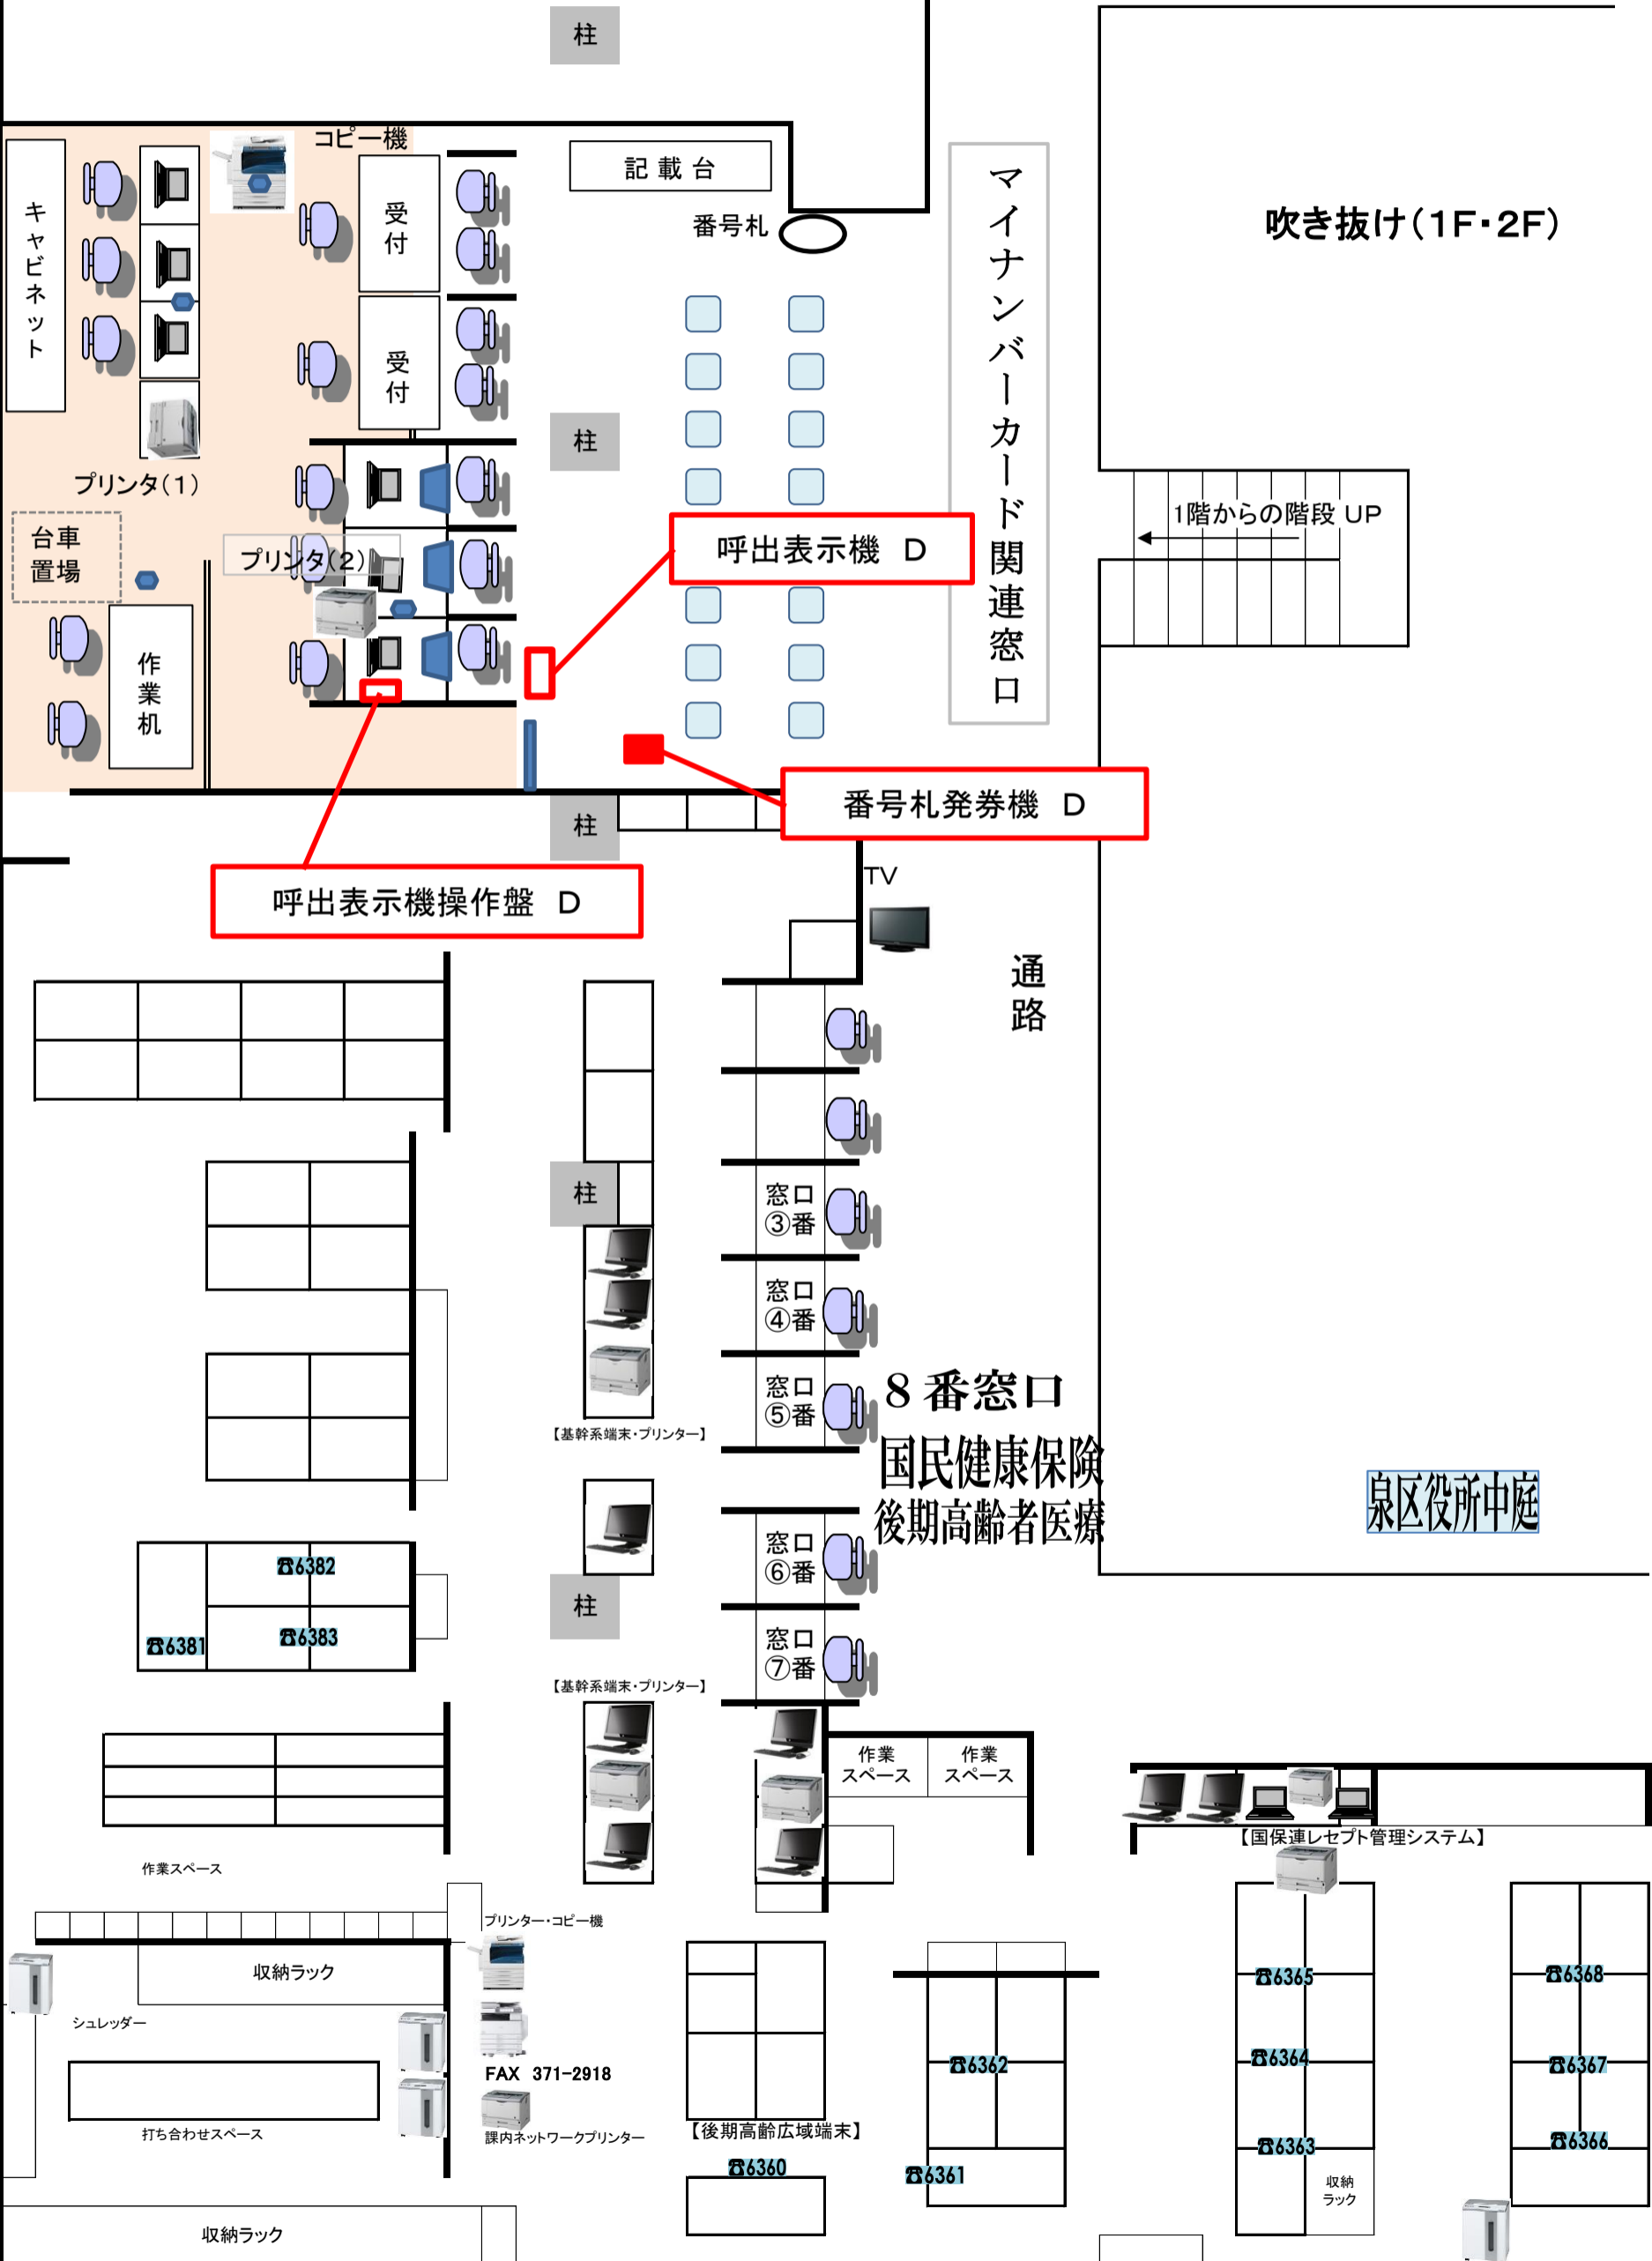 柱
コピー機
記 載 台
キャビネット
受付
番号札
マイナンバーカード関連窓口
吹き抜け（１Ｆ・２Ｆ）
受付
柱
プリンタ（１）
1階からの階段 UP
台車
置場
プリンタ（２）
呼出表示機　Ｄ
作業机
番号札発券機　Ｄ
柱
TV
呼出表示機操作盤　Ｄ
通路
柱
窓口
③番
窓口
④番
窓口
⑤番
８番窓口
国民健康保険
後期高齢者医療
【基幹系端末・プリンター】
泉区役所中庭
窓口
⑥番
☎6382
柱
☎6381
☎6383
窓口
⑦番
【基幹系端末・プリンター】
作業
スペース
作業
スペース
【国保連レセプト管理システム】
作業スペース
プリンター・コピー機
収納ラック
シュレッダー
☎6365
☎6368
FAX 371-2918
☎6362
☎6364
☎6367
打ち合わせスペース
課内ネットワークプリンター
【後期高齢広域端末】
☎6363
☎6366
☎6360
☎6361
収納
ラック
収納ラック